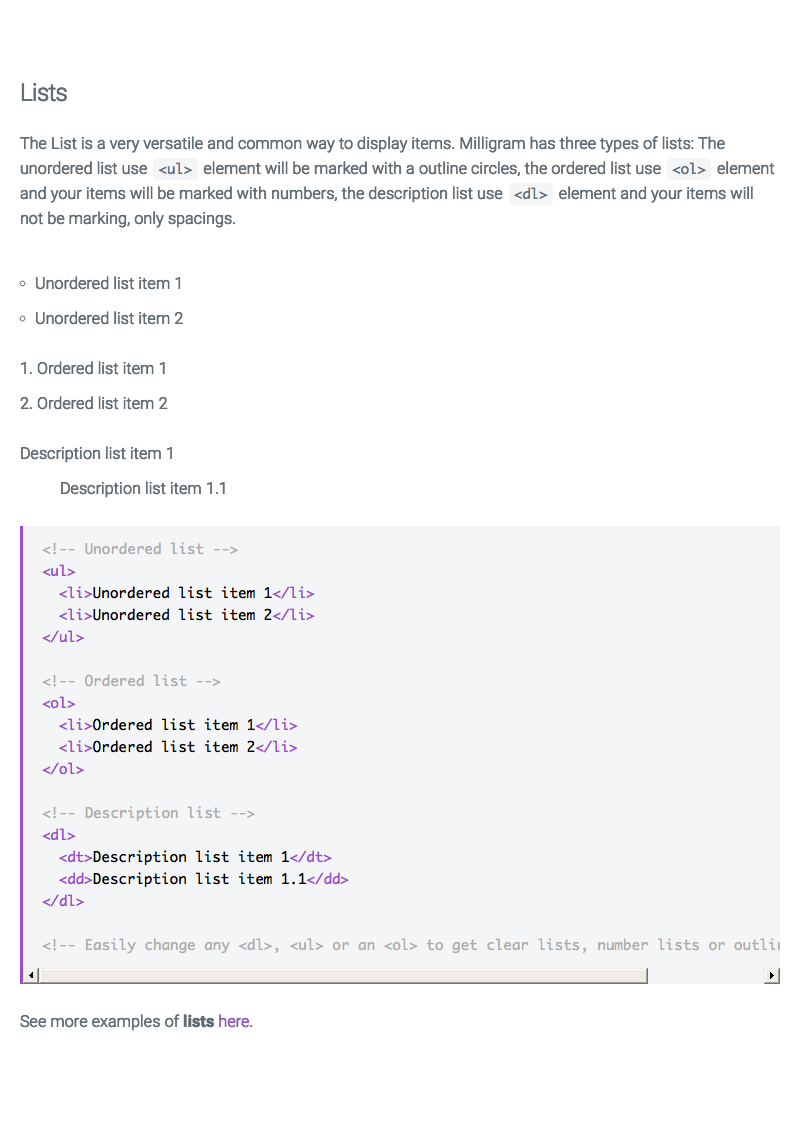 Lists
The List is a very versatile and common way to display items. Milligram has three types of lists: The
unordered list use <ul> element will be marked with a outline circles, the ordered list use <ol> element
and your items will be marked with numbers, the description list use <dl> element and your items will
not be marking, only spacings.
Unordered list item 1
Unordered list item 2
1. Ordered list item 1
2. Ordered list item 2
Description list item 1
Description list item 1.1
<!-- Unordered list -->
<ul>
  <li>Unordered list item 1</li>
  <li>Unordered list item 2</li>
</ul>
<!-- Ordered list -->
<ol>
  <li>Ordered list item 1</li>
  <li>Ordered list item 2</li>
</ol>
<!-- Description list -->
<dl>
  <dt>Description list item 1</dt>
  <dd>Description list item 1.1</dd>
</dl>
<!-- Easily change any <dl>, <ul> or an <ol> to get clear lists, number lists or
See more examples of lists here.